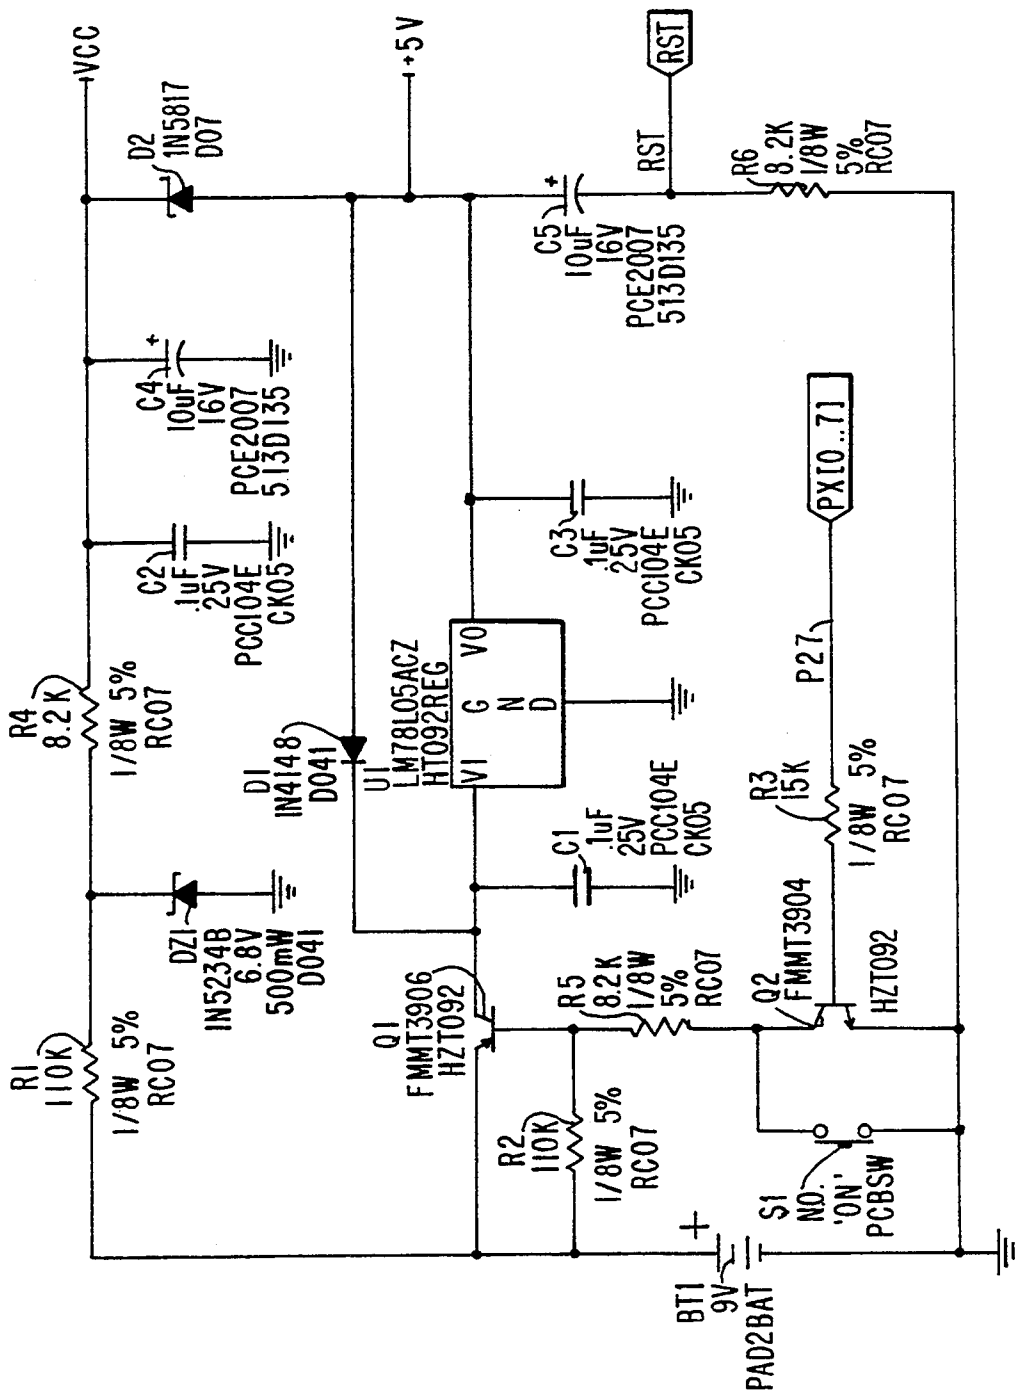 VCC
D2
1N5817
D07
+5V
RST
RST
R6
8.2K
1/8W
5%
RC07
C5
10uF
16V
PCE2007
513D135
+
C4
10uF
16V
PCE2007
513D135
+
C2
.1uF
25V
PCC104E
CK05
C3
.1uF
25V
PCC104E
CK05
PX[0..7]
P27
R4
8.2K
1/8W 5%
RC07
D1
1N4148
D041
U1
LM78L05ACZ
HT092REG
VI
G
N
D
VO
C1
.1uF
25V
PCC104E
CK05
R3
15K
1/8W 5%
RC07
DZ1
1N5234B
6.8V
500mW
D041
Q1
FMMT3906
HZT092
R5
8.2K
1/8W
5%
RC07
Q2
FMMT3904
HZT092
R1
110K
1/8W 5%
RC07
R2
110K
1/8W 5%
RC07
S1
NO.
'ON'
PCBSW
+
BT1
9V
PAD2BAT